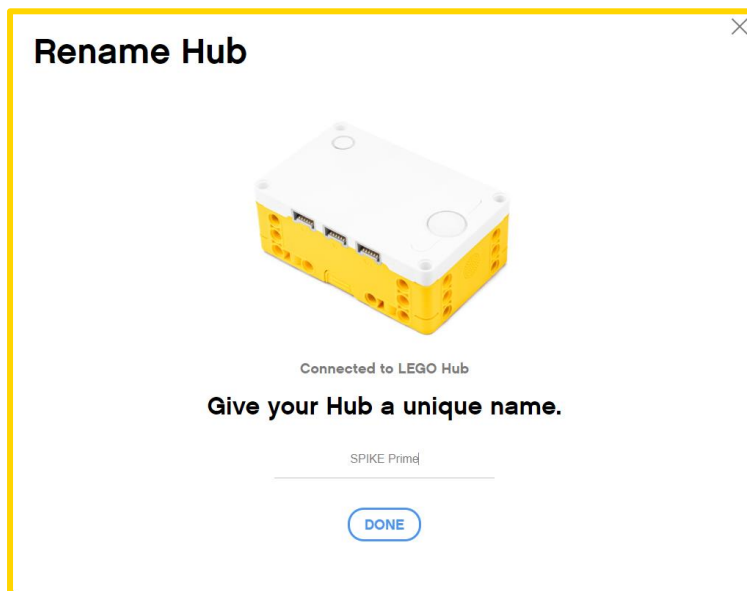 Rename Hub
Connected to LEGO Hub
Give your Hub a unique name.
SPIKE Prime
DONE